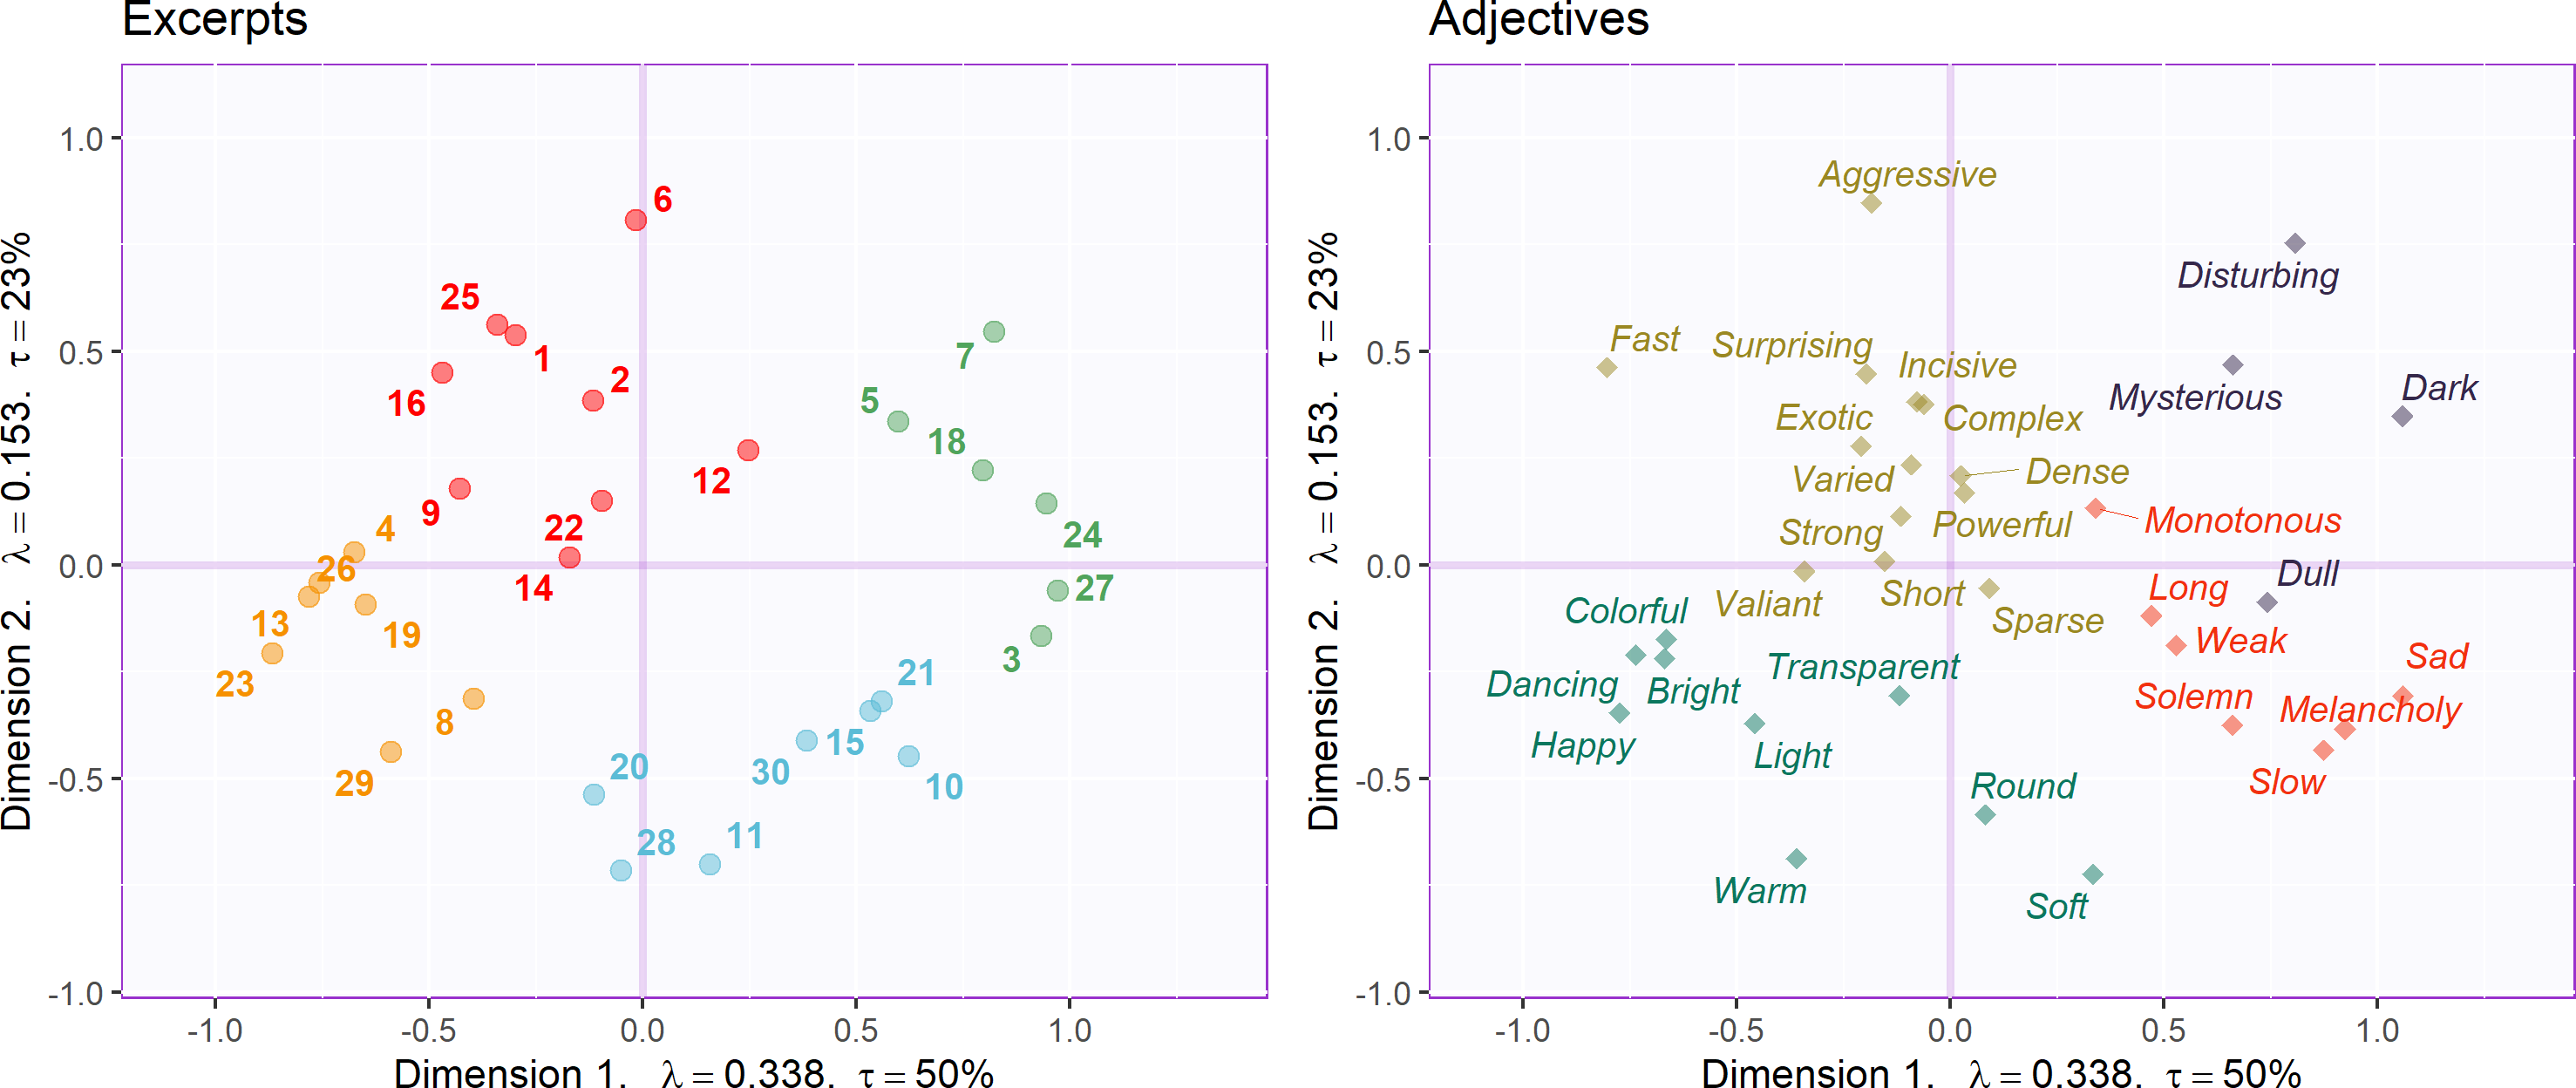 Excerpts
1.0
0.5
0.0
-0.5
-1.0
-1.0
-0.5
0.0
0.5
1.0
Dimension 1. λ = 0.338. τ = 50%
Dimension 2. λ = 0.153. τ = 23%
6
25
1
16
2
7
5
18
12
9
4
22
24
26
14
27
13
19
3
23
21
8
15
20
30
10
29
28
11
Adjectives
1.0
0.5
0.0
-0.5
-1.0
-1.0
-0.5
0.0
0.5
1.0
Dimension 1. λ = 0.338. τ = 50%
Dimension 2. λ = 0.153. τ = 23%
Aggressive
Disturbing
Fast
Surprising
Incisive
Mysterious
Dark
Exotic
Complex
Varied
Dense
Strong
Powerful
Monotonous
Dull
Long
Valiant
Short
Colorful
Sparse
Weak
Sad
Transparent
Dancing
Bright
Solemn
Melancholy
Happy
Light
Slow
Round
Warm
Soft